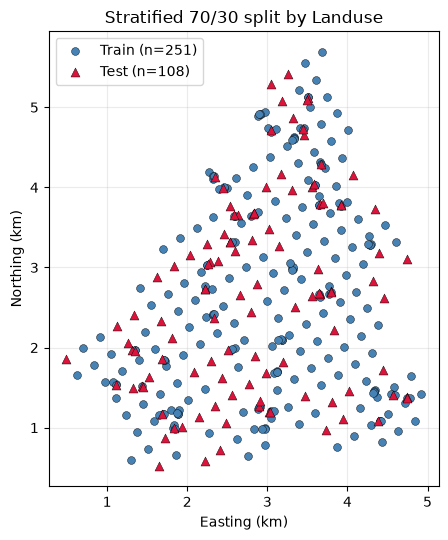 Stratified 70/30 split by Landuse
Train (n=251)
Test (n=108)
Northing (km)
5
4
3
2
1
1 2 3 4 5
Easting (km)